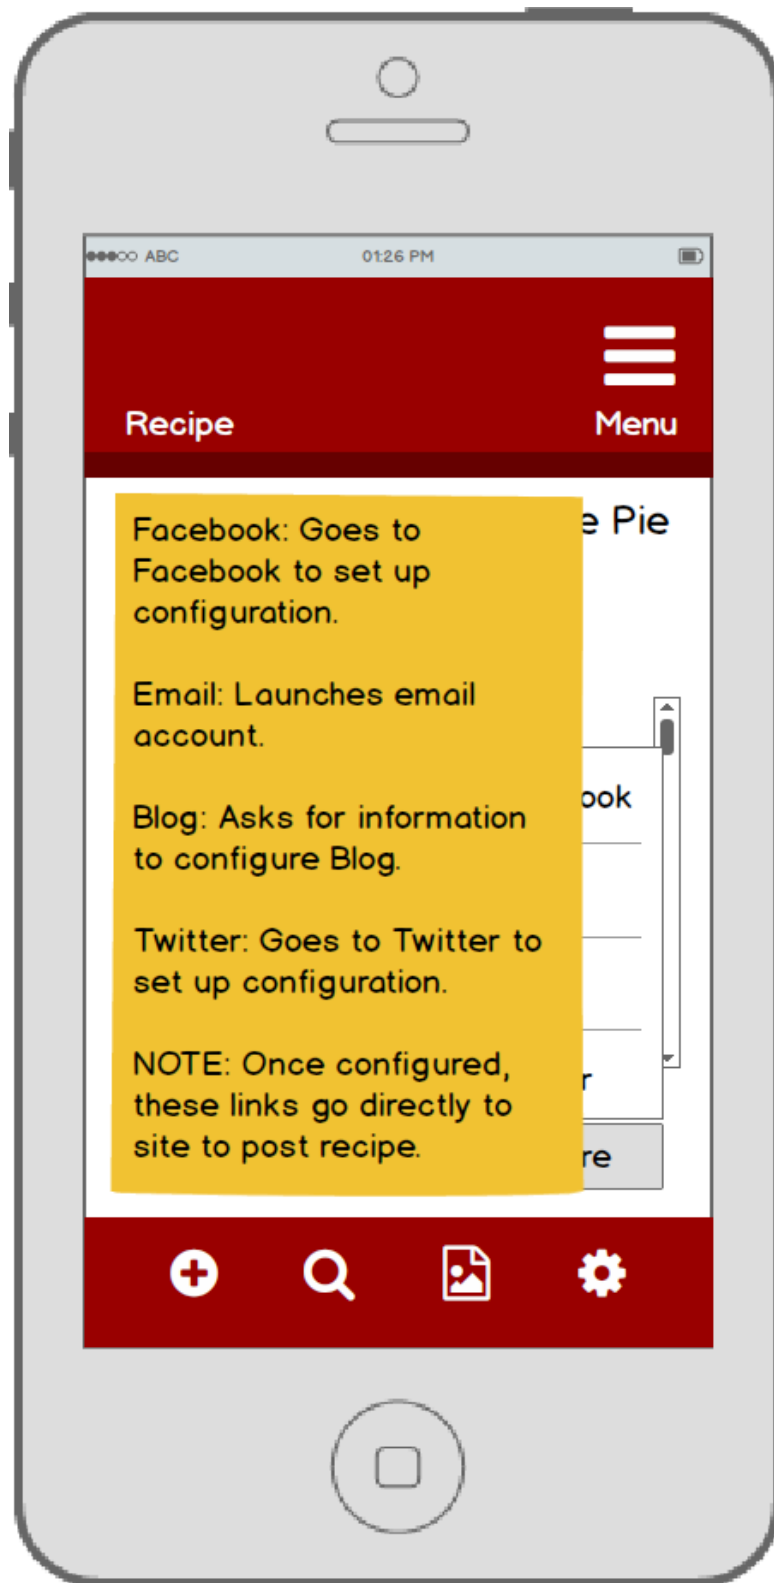 ABC 01:26 PM
Recipe Menu
e Pie
Facebook: Goes to
Facebook to set up
configuration.
Email: Launches email
account.
Blog: Asks for information
to configure Blog.
Twitter: Goes to Twitter to
set up configuration.
NOTE: Once configured,
these links go directly to
site to post recipe.
ook
r
re